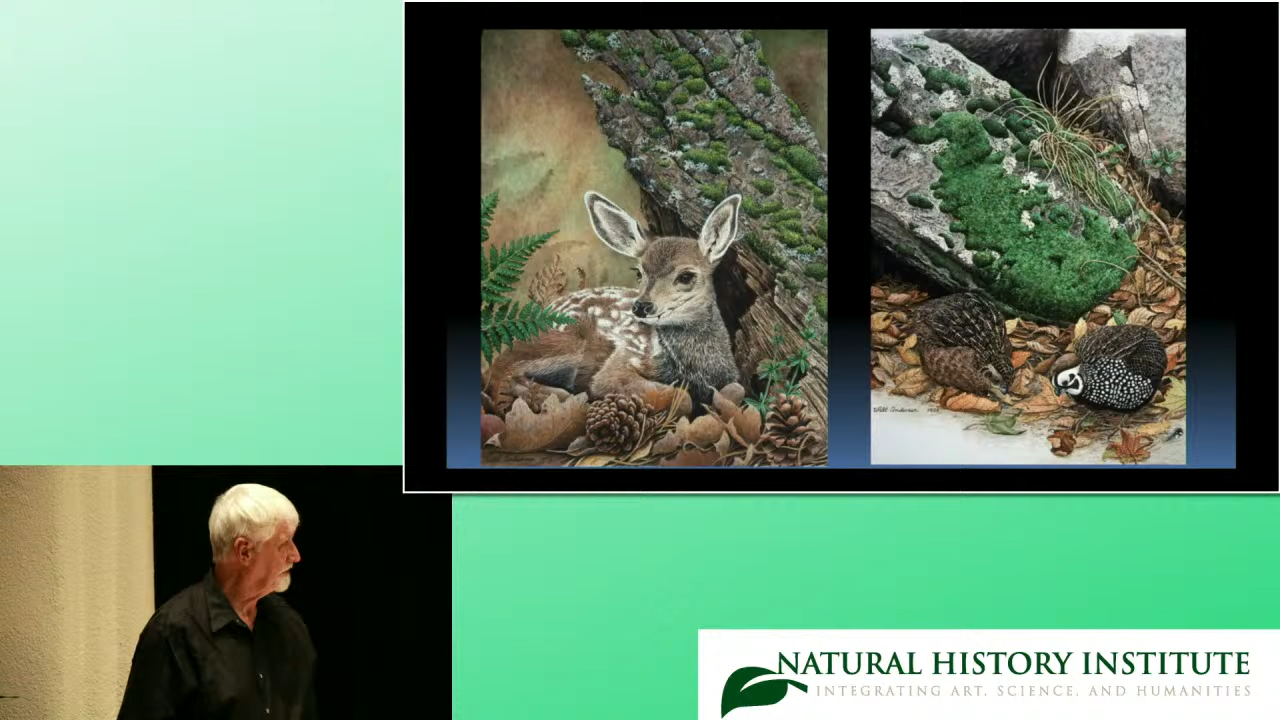 NATURAL HISTORY INSTITUTE
INTEGRATING ART, SCIENCE, AND HUMANITIES